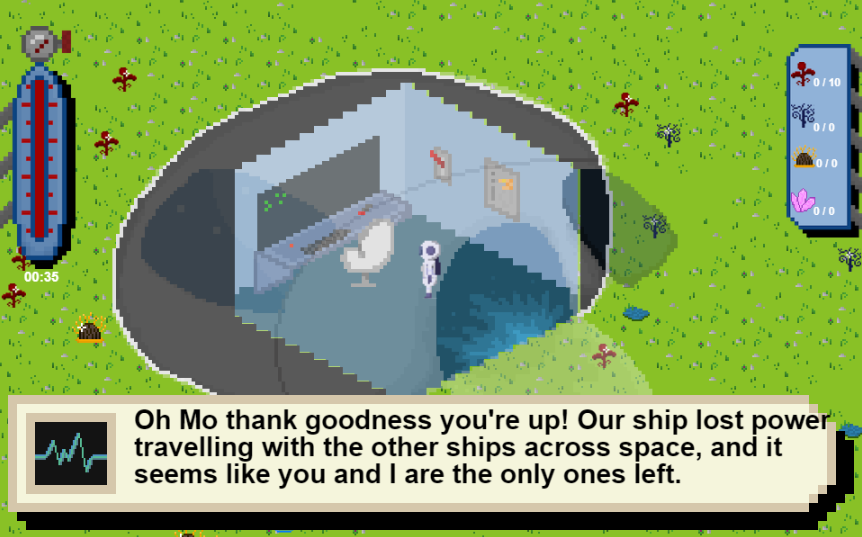 0 / 10
0 / 0
0 / 0
0 / 0
00:35
Oh Mo thank goodness you're up! Our ship lost power
travelling with the other ships across space, and it
seems like you and I are the only ones left.